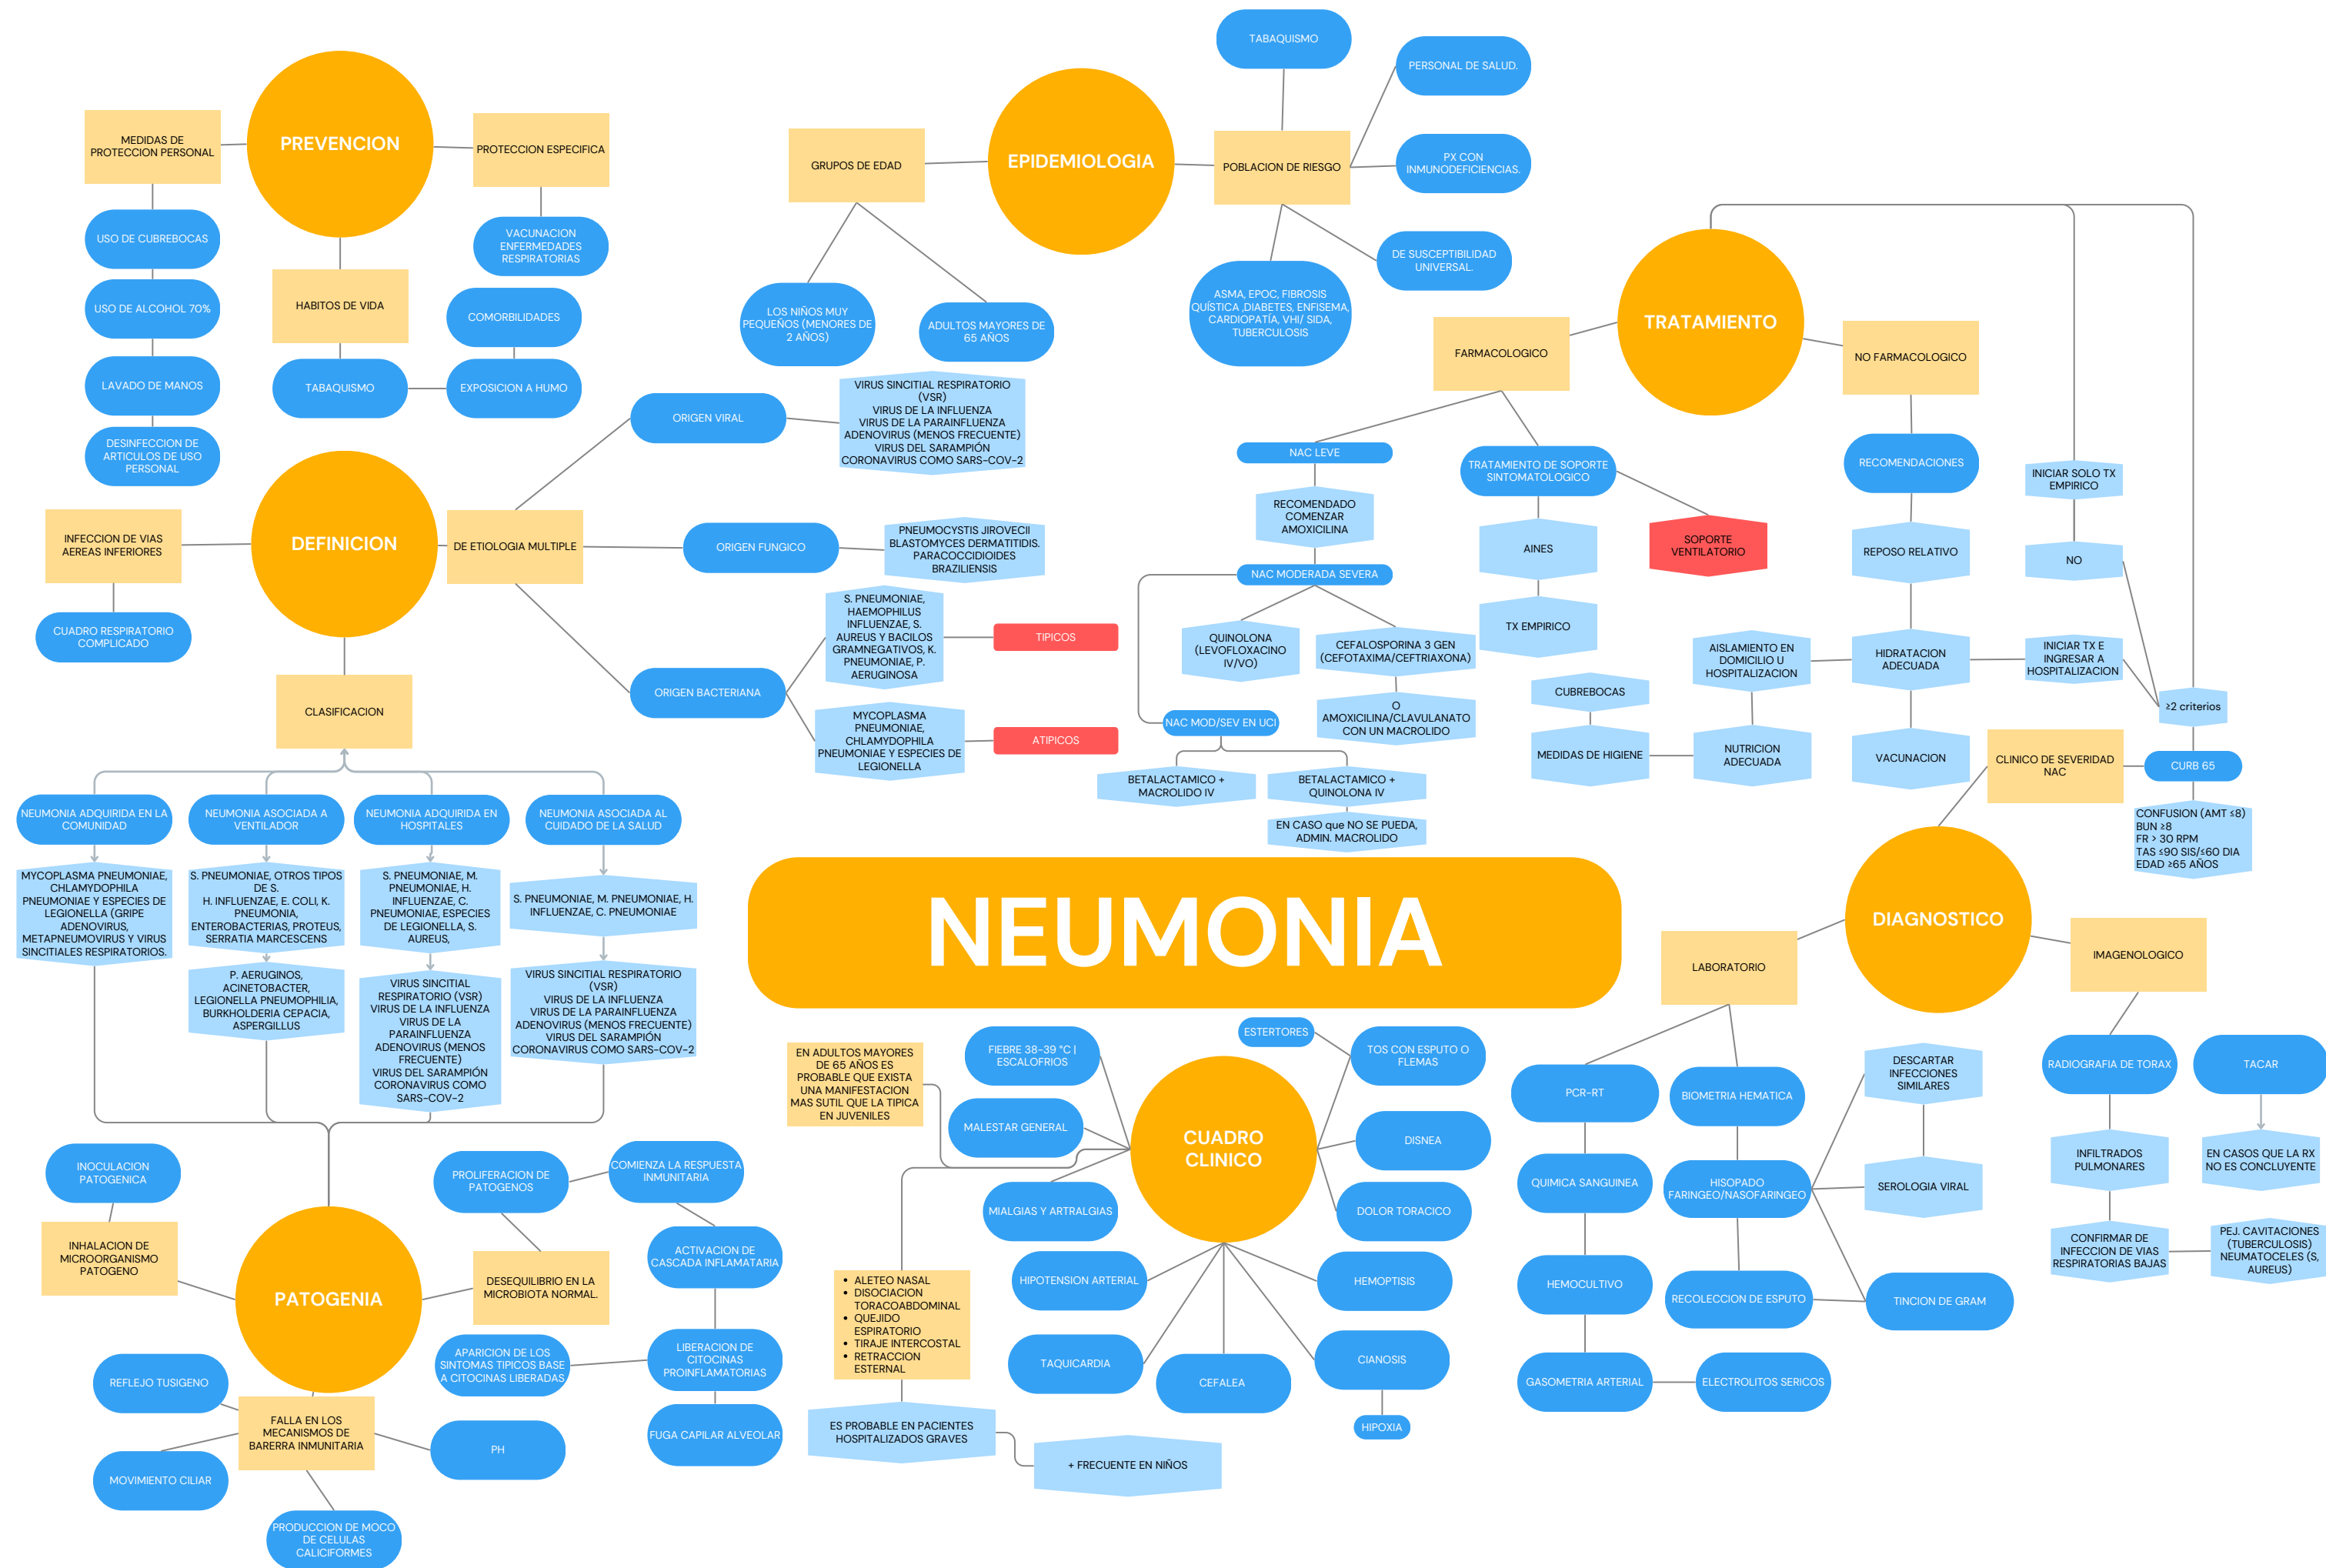 PREVENCION
MEDIDAS DE
PROTECCION PERSONAL
USO DE CUBREBOCAS
USO DE ALCOHOL 70%
LAVADO DE MANOS
DESINFECCION DE
ARTICULOS DE USO
PERSONAL
PROTECCION ESPECIFICA
VACUNACION
ENFERMEDADES
RESPIRATORIAS
HABITOS DE VIDA
TABAQUISMO
EXPOSICION A HUMO
COMORBILIDADES
EPIDEMIOLOGIA
GRUPOS DE EDAD
LOS NIÑOS MUY
PEQUEÑOS (MENORES DE
2 AÑOS)
ADULTOS MAYORES DE
65 AÑOS
POBLACION DE RIESGO
TABAQUISMO
PERSONAL DE SALUD.
PX CON
INMUNODEFICIENCIAS.
DE SUSCEPTIBILIDAD
UNIVERSAL.
ASMA, EPOC, FIBROSIS
QUÍSTICA ,DIABETES, ENFISEMA,
CARDIOPATÍA, VHI/ SIDA,
TUBERCULOSIS
TRATAMIENTO
FARMACOLOGICO
NAC LEVE
RECOMENDADO
COMENZAR
AMOXICILINA
NAC MODERADA SEVERA
QUINOLONA
(LEVOFLOXACINO
IV/VO)
CEFALOSPORINA 3 GEN
(CEFOTAXIMA/CEFTRIAXONA)
O
AMOXICILINA/CLAVULANATO
CON UN MACROLIDO
NAC MOD/SEV EN UCI
BETALACTAMICO +
MACROLIDO IV
BETALACTAMICO +
QUINOLONA IV
EN CASO que NO SE PUEDA,
ADMIN. MACROLIDO
TRATAMIENTO DE SOPORTE
SINTOMATOLOGICO
AINES
TX EMPIRICO
SOPORTE
VENTILATORIO
NO FARMACOLOGICO
RECOMENDACIONES
REPOSO RELATIVO
HIDRATACION
ADECUADA
VACUNACION
AISLAMIENTO EN
DOMICILIO U
HOSPITALIZACION
NUTRICION
ADECUADA
MEDIDAS DE HIGIENE
CUBREBOCAS
INICIAR SOLO TX
EMPIRICO
NO
INICIAR TX E
INGRESAR A
HOSPITALIZACION
≥2 criterios
DEFINICION
INFECCION DE VIAS
AEREAS INFERIORES
CUADRO RESPIRATORIO
COMPLICADO
DE ETIOLOGIA MULTIPLE
ORIGEN VIRAL
VIRUS SINCITIAL RESPIRATORIO
(VSR)
VIRUS DE LA INFLUENZA
VIRUS DE LA PARAINFLUENZA
ADENOVIRUS (MENOS FRECUENTE)
VIRUS DEL SARAMPIÓN
CORONAVIRUS COMO SARS-COV-2
ORIGEN FUNGICO
PNEUMOCYSTIS JIROVECII
BLASTOMYCES DERMATITIDIS.
PARACOCCIDIOIDES
BRAZILIENSIS
ORIGEN BACTERIANA
S. PNEUMONIAE,
HAEMOPHILUS
INFLUENZAE, S.
AUREUS Y BACILOS
GRAMNEGATIVOS, K.
PNEUMONIAE, P.
AERUGINOSA
TIPICOS
MYCOPLASMA
PNEUMONIAE,
CHLAMYDOPHILA
PNEUMONIAE Y ESPECIES DE
LEGIONELLA
ATIPICOS
CLASIFICACION
NEUMONIA ADQUIRIDA EN LA
COMUNIDAD
MYCOPLASMA PNEUMONIAE,
CHLAMYDOPHILA
PNEUMONIAE Y ESPECIES DE
LEGIONELLA (GRIPE
ADENOVIRUS,
METAPNEUMOVIRUS Y VIRUS
SINCITIALES RESPIRATORIOS.
NEUMONIA ASOCIADA A
VENTILADOR
S. PNEUMONIAE, OTROS TIPOS
DE S.
H. INFLUENZAE, E. COLI, K.
PNEUMONIA,
ENTEROBACTERIAS, PROTEUS,
SERRATIA MARCESCENS
P. AERUGINOS,
ACINETOBACTER,
LEGIONELLA PNEUMOPHILIA,
BURKHOLDERIA CEPACIA,
ASPERGILLUS
NEUMONIA ADQUIRIDA EN
HOSPITALES
S. PNEUMONIAE, M.
PNEUMONIAE, H.
INFLUENZAE, C.
PNEUMONIAE, ESPECIES
DE LEGIONELLA, S.
AUREUS,
VIRUS SINCITIAL
RESPIRATORIO (VSR)
VIRUS DE LA INFLUENZA
VIRUS DE LA
PARAINFLUENZA
ADENOVIRUS (MENOS
FRECUENTE)
VIRUS DEL SARAMPIÓN
CORONAVIRUS COMO
SARS-COV-2
NEUMONIA ASOCIADA AL
CUIDADO DE LA SALUD
S. PNEUMONIAE, M. PNEUMONIAE, H.
INFLUENZAE, C. PNEUMONIAE
VIRUS SINCITIAL RESPIRATORIO
(VSR)
VIRUS DE LA INFLUENZA
VIRUS DE LA PARAINFLUENZA
ADENOVIRUS (MENOS FRECUENTE)
VIRUS DEL SARAMPIÓN
CORONAVIRUS COMO SARS-COV-2
NEUMONIA
DIAGNOSTICO
CLINICO DE SEVERIDAD
NAC
CURB 65
CONFUSION (AMT ≤8)
BUN ≥8
FR > 30 RPM
TAS ≤90 SIS/≤60 DIA
EDAD ≥65 AÑOS
LABORATORIO
PCR-RT
QUIMICA SANGUINEA
HEMOCULTIVO
GASOMETRIA ARTERIAL
ELECTROLITOS SERICOS
BIOMETRIA HEMATICA
HISOPADO
FARINGEO/NASOFARINGEO
RECOLECCION DE ESPUTO
TINCION DE GRAM
DESCARTAR
INFECCIONES
SIMILARES
SEROLOGIA VIRAL
IMAGENOLOGICO
RADIOGRAFIA DE TORAX
INFILTRADOS
PULMONARES
CONFIRMAR DE
INFECCION DE VIAS
RESPIRATORIAS BAJAS
TACAR
EN CASOS QUE LA RX
NO ES CONCLUYENTE
PEJ. CAVITACIONES
(TUBERCULOSIS)
NEUMATOCELES (S,
AUREUS)
CUADRO
CLINICO
EN ADULTOS MAYORES
DE 65 AÑOS ES
PROBABLE QUE EXISTA
UNA MANIFESTACION
MAS SUTIL QUE LA TIPICA
EN JUVENILES
FIEBRE 38-39 °C |
ESCALOFRIOS
MALESTAR GENERAL
MIALGIAS Y ARTRALGIAS
HIPOTENSION ARTERIAL
TAQUICARDIA
CEFALEA
CIANOSIS
HIPOXIA
HEMOPTISIS
DOLOR TORACICO
DISNEA
TOS CON ESPUTO O
FLEMAS
ESTERTORES
• ALETEO NASAL
• DISOCIACION
TORACOABDOMINAL
• QUEJIDO
ESPIRATORIO
• TIRAJE INTERCOSTAL
• RETRACCION
ESTERNAL
ES PROBABLE EN PACIENTES
HOSPITALIZADOS GRAVES
+ FRECUENTE EN NIÑOS
PATOGENIA
INOCULACION
PATOGENICA
INHALACION DE
MICROORGANISMO
PATOGENO
DESEQUILIBRIO EN LA
MICROBIOTA NORMAL.
PROLIFERACION DE
PATOGENOS
COMIENZA LA RESPUESTA
INMUNITARIA
ACTIVACION DE
CASCADA INFLAMATARIA
LIBERACION DE
CITOCINAS
PROINFLAMATORIAS
APARICION DE LOS
SINTOMAS TIPICOS BASE
A CITOCINAS LIBERADAS
FUGA CAPILAR ALVEOLAR
FALLA EN LOS
MECANISMOS DE
BARERRA INMUNITARIA
REFLEJO TUSIGENO
MOVIMIENTO CILIAR
PH
PRODUCCION DE MOCO
DE CELULAS
CALICIFORMES